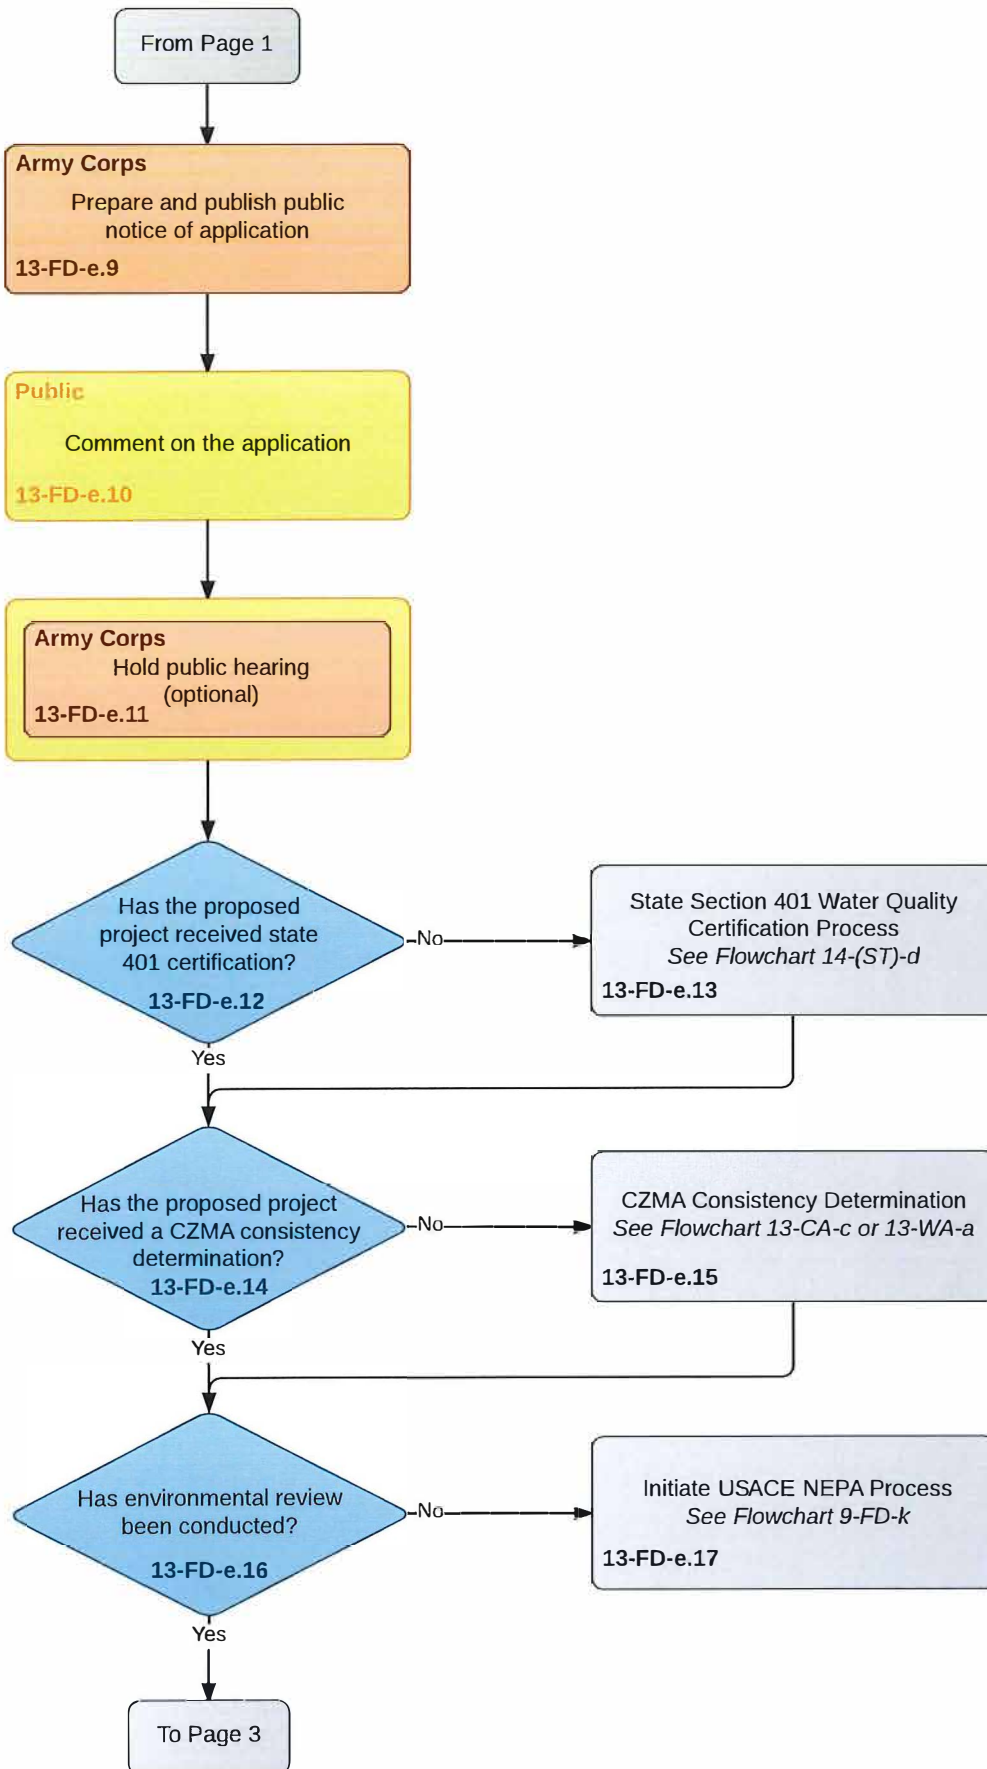 From Page 1
Army Corps
Prepare and publish public
notice of application
13-FD-e.9
Public
Comment on the application
13-FD-e.10
Army Corps
Hold public hearing
(optional)
13-FD-e.11
Has the proposed
project received state
401 certification?
13-FD-e.12
No
State Section 401 Water Quality
Certification Process
See Flowchart 14-(ST)-d
13-FD-e.13
Yes
Has the proposed project
received a CZMA consistency
determination?
13-FD-e.14
No
CZMA Consistency Determination
See Flowchart 13-CA-c or 13-WA-a
13-FD-e.15
Yes
Has environmental review
been conducted?
13-FD-e.16
No
Initiate USACE NEPA Process
See Flowchart 9-FD-k
13-FD-e.17
Yes
To Page 3